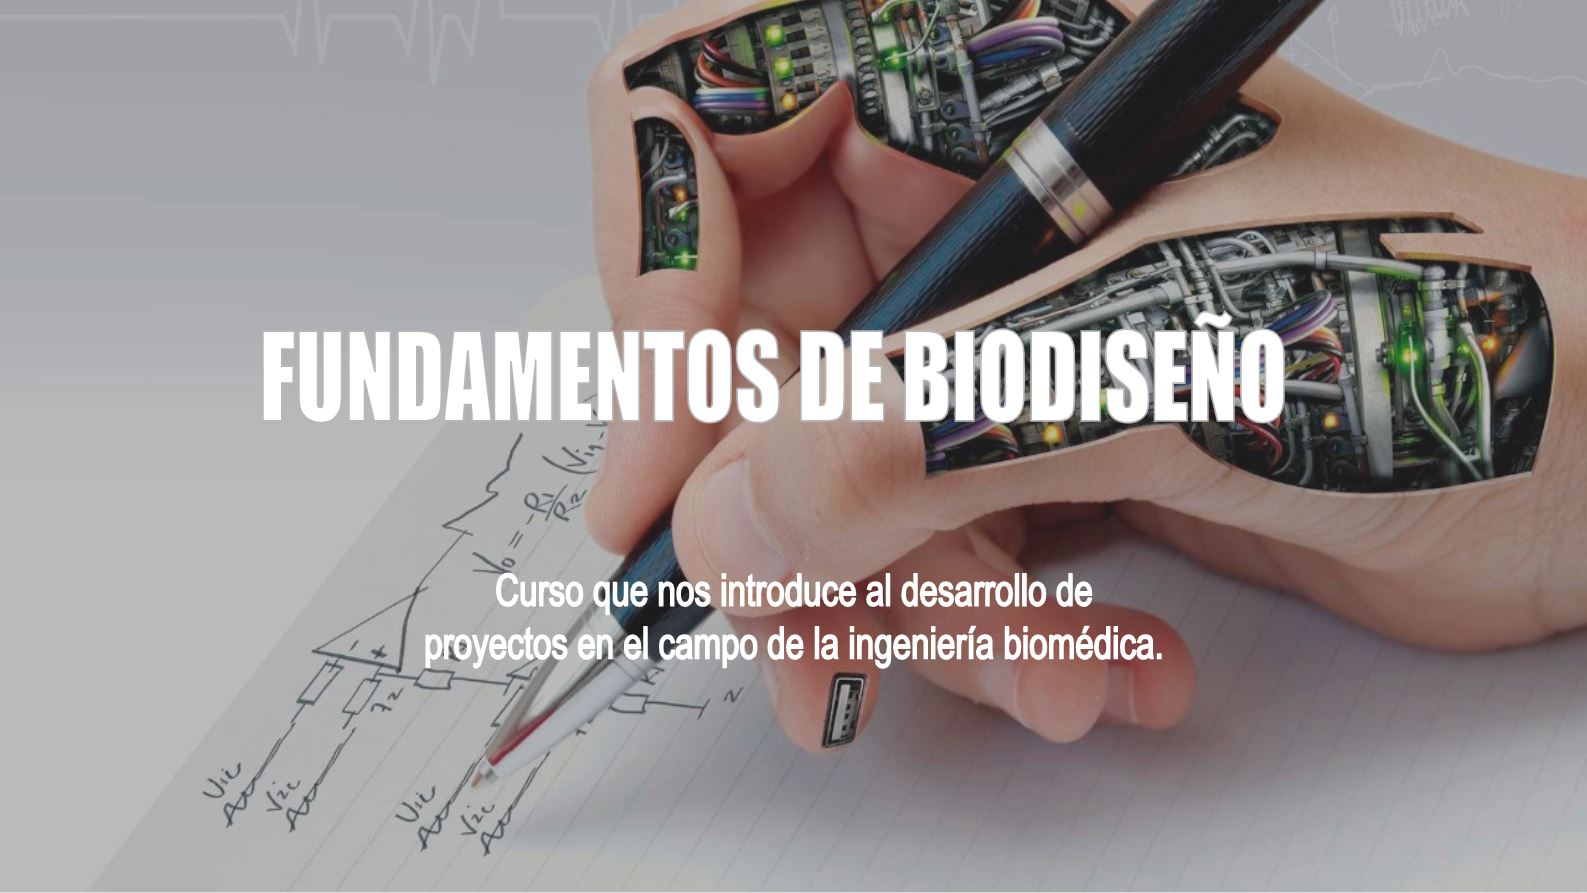 FUNDAMENTOS DE BIODISEÑO
Curso que nos introduce al desarrollo de
proyectos en el campo de la ingeniería biomédica.